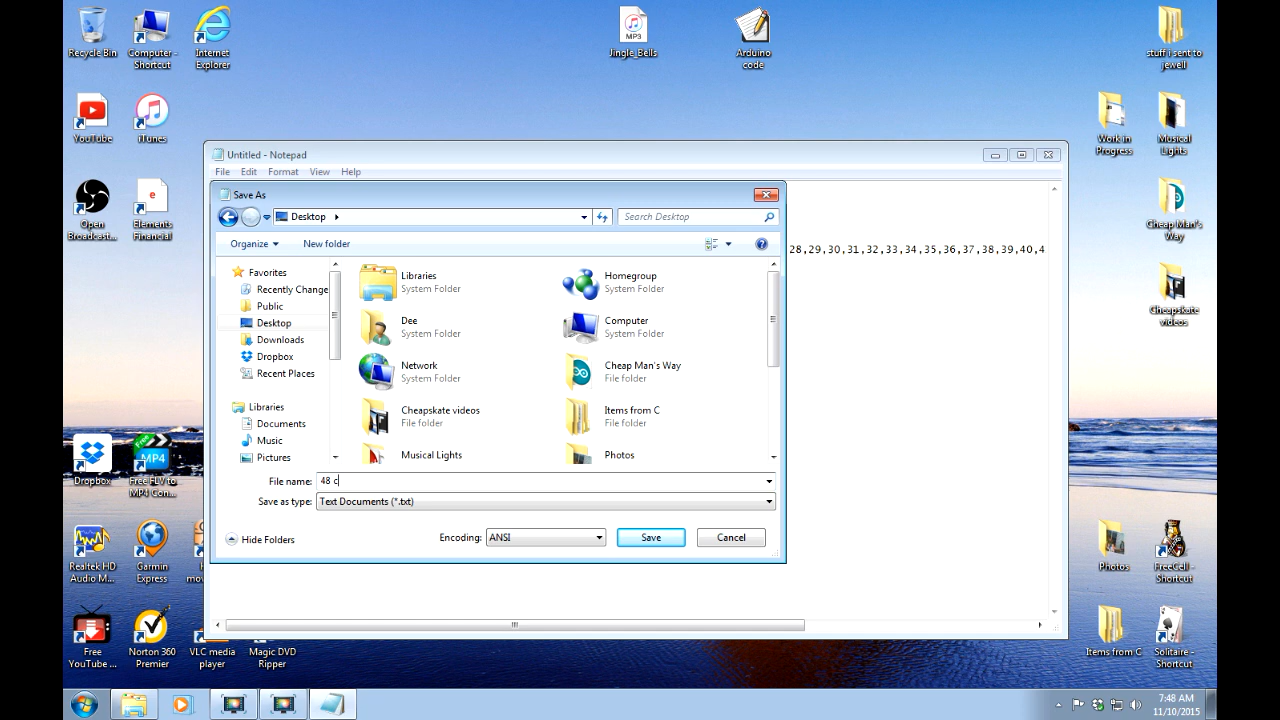 Recycle Bin
Computer -
Shortcut
Internet
Explorer
MP3
Jingle_Bells
Arduino
code
stuff i sent to
jewell
YouTube
iTunes
Work in
Progress
Musical
Lights
Open
Broadcast...
Elements
Financial
Cheap Man's
Way
Cheapskate
videos
Untitled - Notepad
File Edit Format View Help
28,29,30,31,32,33,34,35,36,37,38,39,40,4
Save As
Desktop
Search Desktop
Organize
New folder
Favorites
Recently Change
Public
Desktop
Downloads
Dropbox
Recent Places
Libraries
Documents
Music
Pictures
Libraries
System Folder
Homegroup
System Folder
Dee
System Folder
Computer
System Folder
Network
System Folder
Cheap Man's Way
File folder
Cheapskate videos
File folder
Items from C
File folder
Musical Lights
Photos
File name: 48 c
Save as type: Text Documents (*.txt)
Hide Folders
Encoding: ANSI
Save
Cancel
Dropbox
Free
MP4
Free FLV to
MP4 Con...
Realtek HD
Audio M...
Garmin
Express
Photos
FreeCell -
Shortcut
Free
YouTube ...
Norton 360
Premier
VLC media
player
Magic DVD
Ripper
Items from C
Solitaire -
Shortcut
7:48 AM
11/10/2015